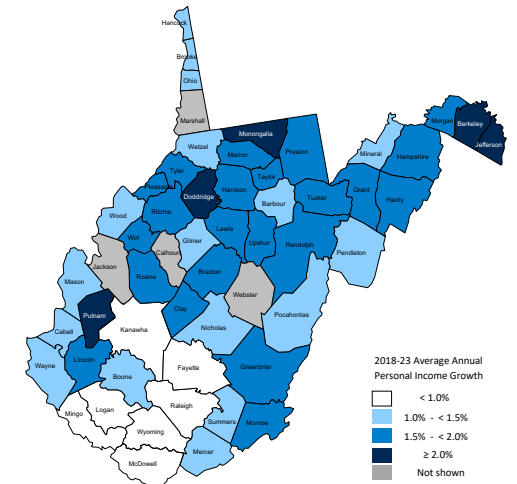 Hancock
Brooke
Ohio
Marshall
Wetzel
Monongalia
Marion
Preston
Morgan
Berkeley
Jefferson
Mineral
Hampshire
Tyler
Pleasants
Doddridge
Harrison
Taylor
Barbour
Tucker
Grant
Hardy
Wood
Ritchie
Wirt
Calhoun
Gilmer
Lewis
Upshur
Randolph
Pendleton
Jackson
Roane
Braxton
Webster
Mason
Putnam
Kanawha
Clay
Nicholas
Pocahontas
Cabell
Wayne
Lincoln
Boone
Fayette
Greenbrier
Mingo
Logan
Raleigh
Wyoming
Summers
Monroe
McDowell
Mercer
2018-23 Average Annual
Personal Income Growth
< 1.0%
1.0% - < 1.5%
1.5% - < 2.0%
≥ 2.0%
Not shown